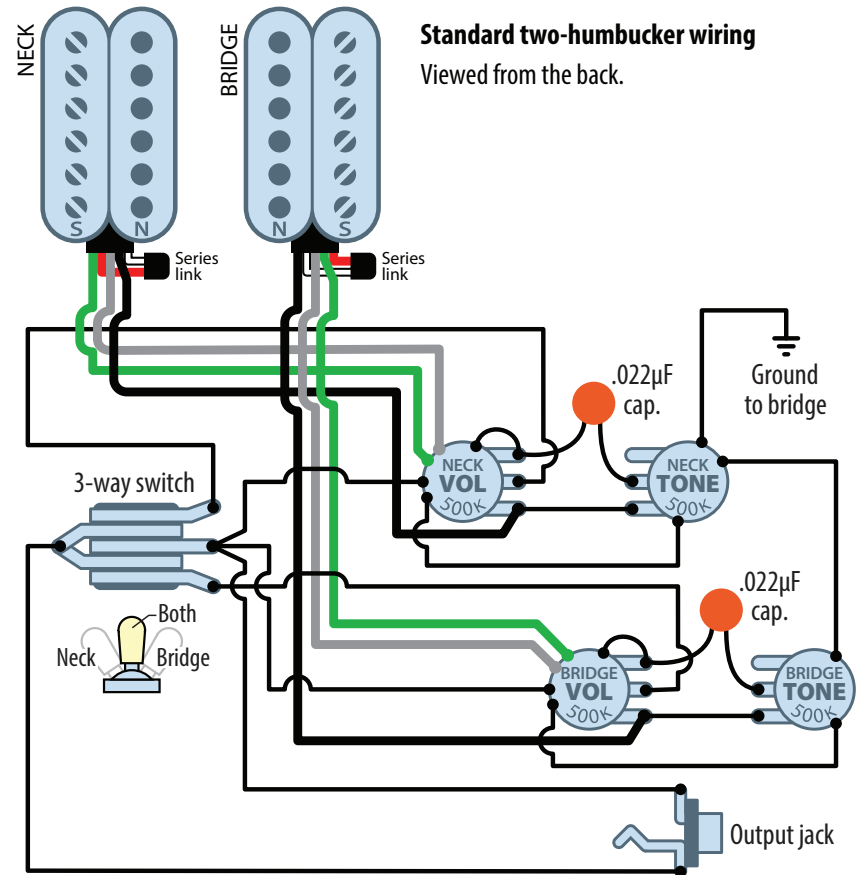 Standard two-humbucker wiring
Viewed from the back.
NECK
BRIDGE
S
N
N
S
Series
link
Series
link
.022µF
cap.
Ground
to bridge
3-way switch
NECK
VOL
500K
NECK
TONE
500K
Both
Neck
Bridge
.022µF
cap.
BRIDGE
VOL
500K
BRIDGE
TONE
500K
Output jack